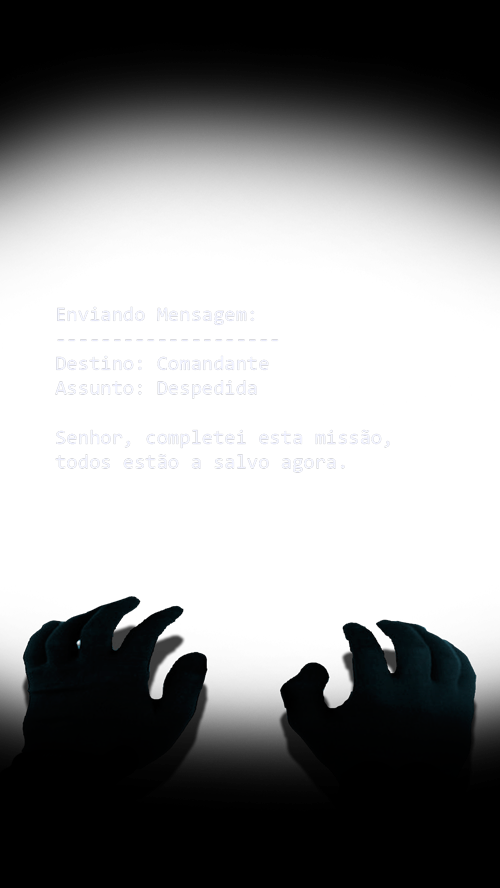 Enviando Mensagem:
--------------------
Destino: Comandante
Assunto: Despedida
Senhor, completei esta missão,
todos estão a salvo agora.